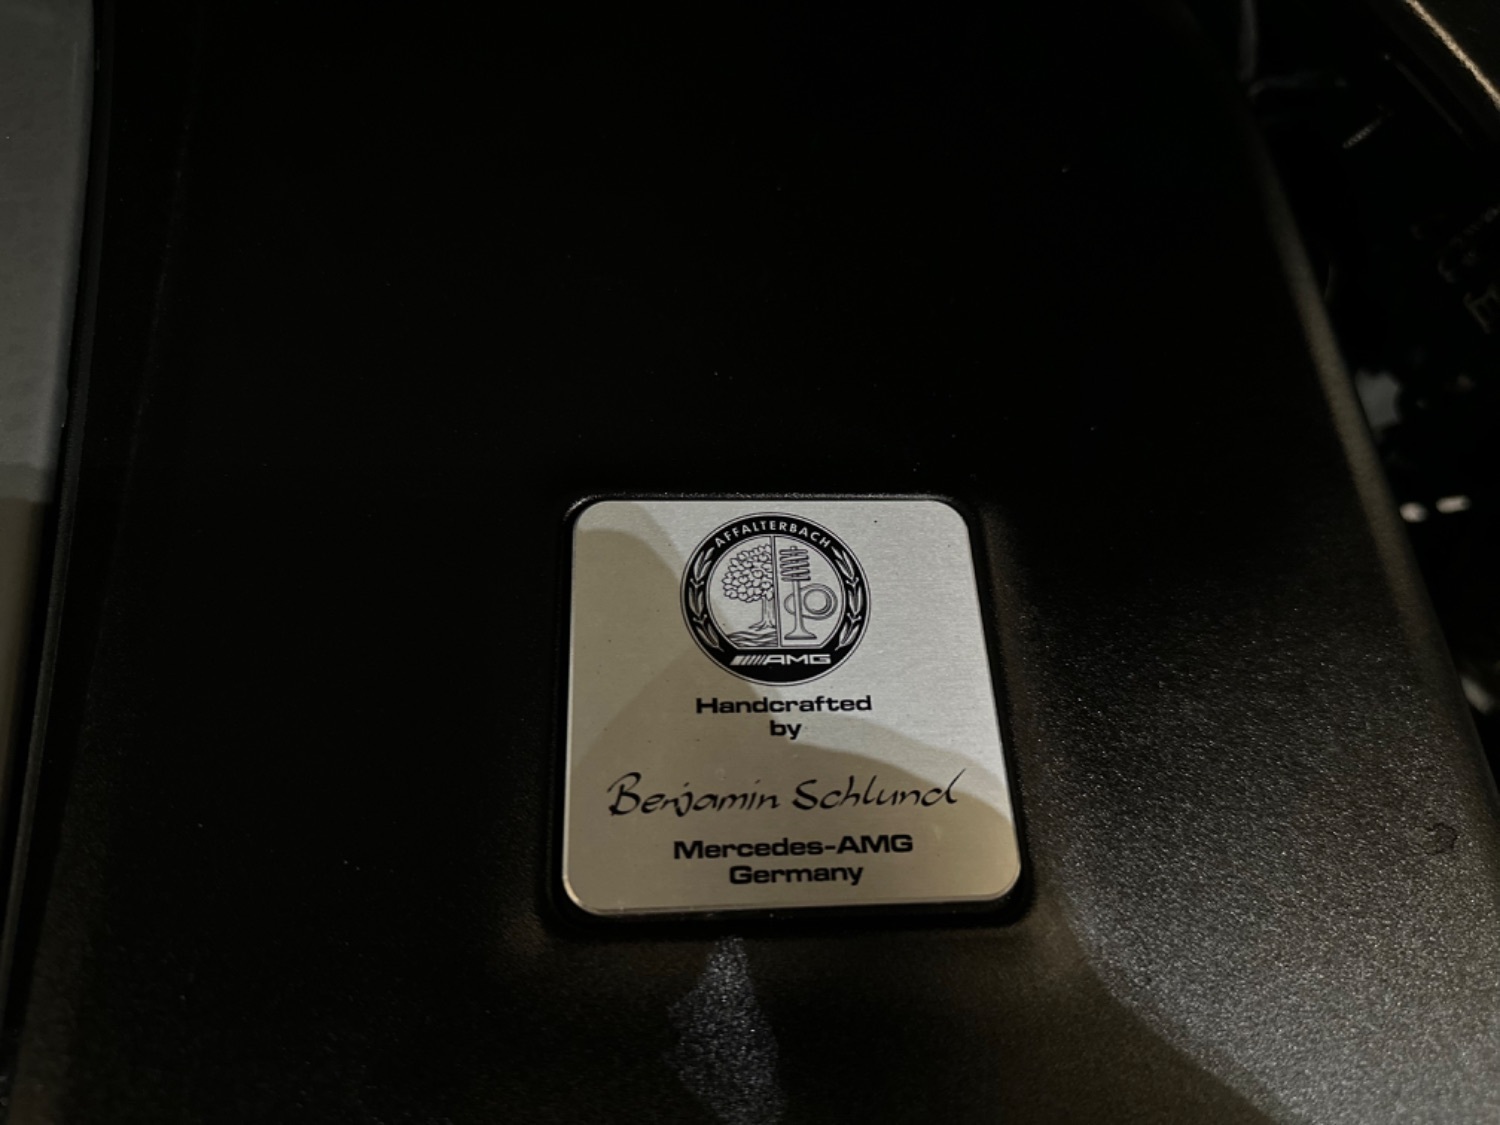 AFFALTERBACH
AMG
Handcrafted
by
Benjamin Schlund
Mercedes-AMG
Germany